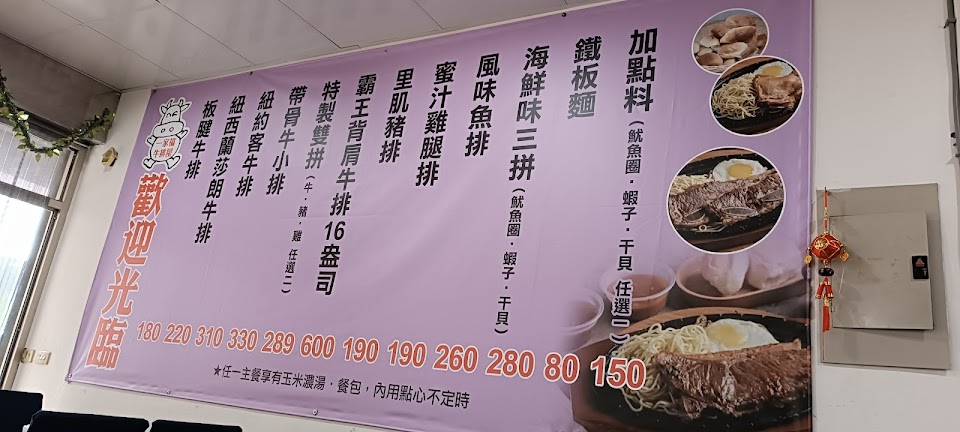 歡迎光臨
板腱牛排
紐西蘭莎朗牛排
紐約客牛排
帶骨牛小排
特製雙拼(牛．豬．雞 任選二)
霸王背肩牛排16盎司
里肌豬排
蜜汁雞腿排
風味魚排
海鮮味三拼(魷魚圈．蝦子．干貝)
鐵板麵
加點料(魷魚圈．蝦子．干貝 任選二)
180 220 310 330 289 600 190 190 260 280 80 150
★任一主餐享有玉米濃湯．餐包，內用點心不定時